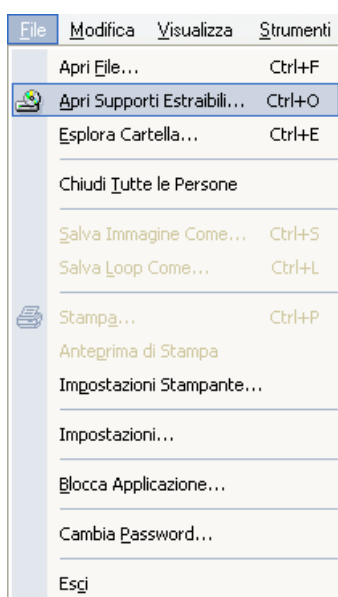 File Modifica Visualizza Strumenti
Apri File... Ctrl+F
Apri Supporti Estraibili... Ctrl+O
Esplora Cartella... Ctrl+E
Chiudi Tutte le Persone
Salva Immagine Come... Ctrl+S
Salva Loop Come... Ctrl+L
Stampa... Ctrl+P
Anteprima di Stampa
Impostazioni Stampante...
Impostazioni...
Blocca Applicazione...
Cambia Password...
Esci